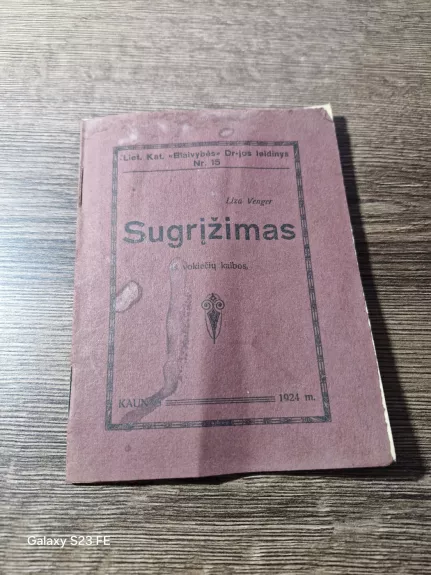 Liet. Kat. «Blaivybės» Dr-jos leidinys
Nr. 15
Liza Venger
Sugrįžimas
vokiečių kalbos.
KAUNAS 1924 m.
Galaxy S23 FE